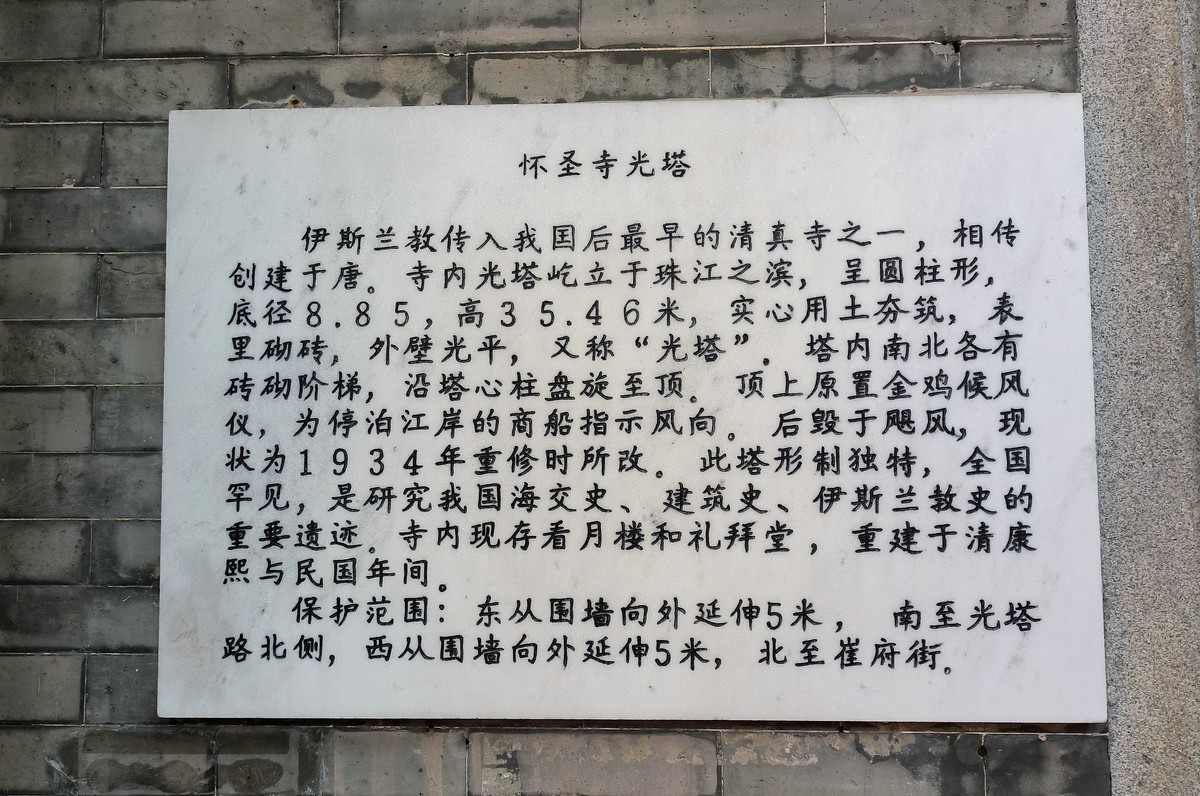 怀圣寺光塔
伊斯兰教传入我国后最早的清真寺之一，相传
创建于唐。寺内光塔屹立于珠江之滨，呈圆柱形，
底径8.85，高35.46米，实心用土夯筑，表
里砌砖，外壁光平，又称“光塔”。塔内南北各有
砖砌阶梯，沿塔心柱盘旋至顶。顶上原置金鸡候风
仪，为停泊江岸的商船指示风向。后毁于飓风，现
状为1934年重修时所改。此塔形制独特，全国
罕见，是研究我国海交史、建筑史、伊斯兰教史的
重要遗迹。寺内现存看月楼和礼拜堂，重建于清康
熙与民国年间。
保护范围：东从围墙向外延伸5米，南至光塔
路北侧，西从围墙向外延伸5米，北至崔府街。